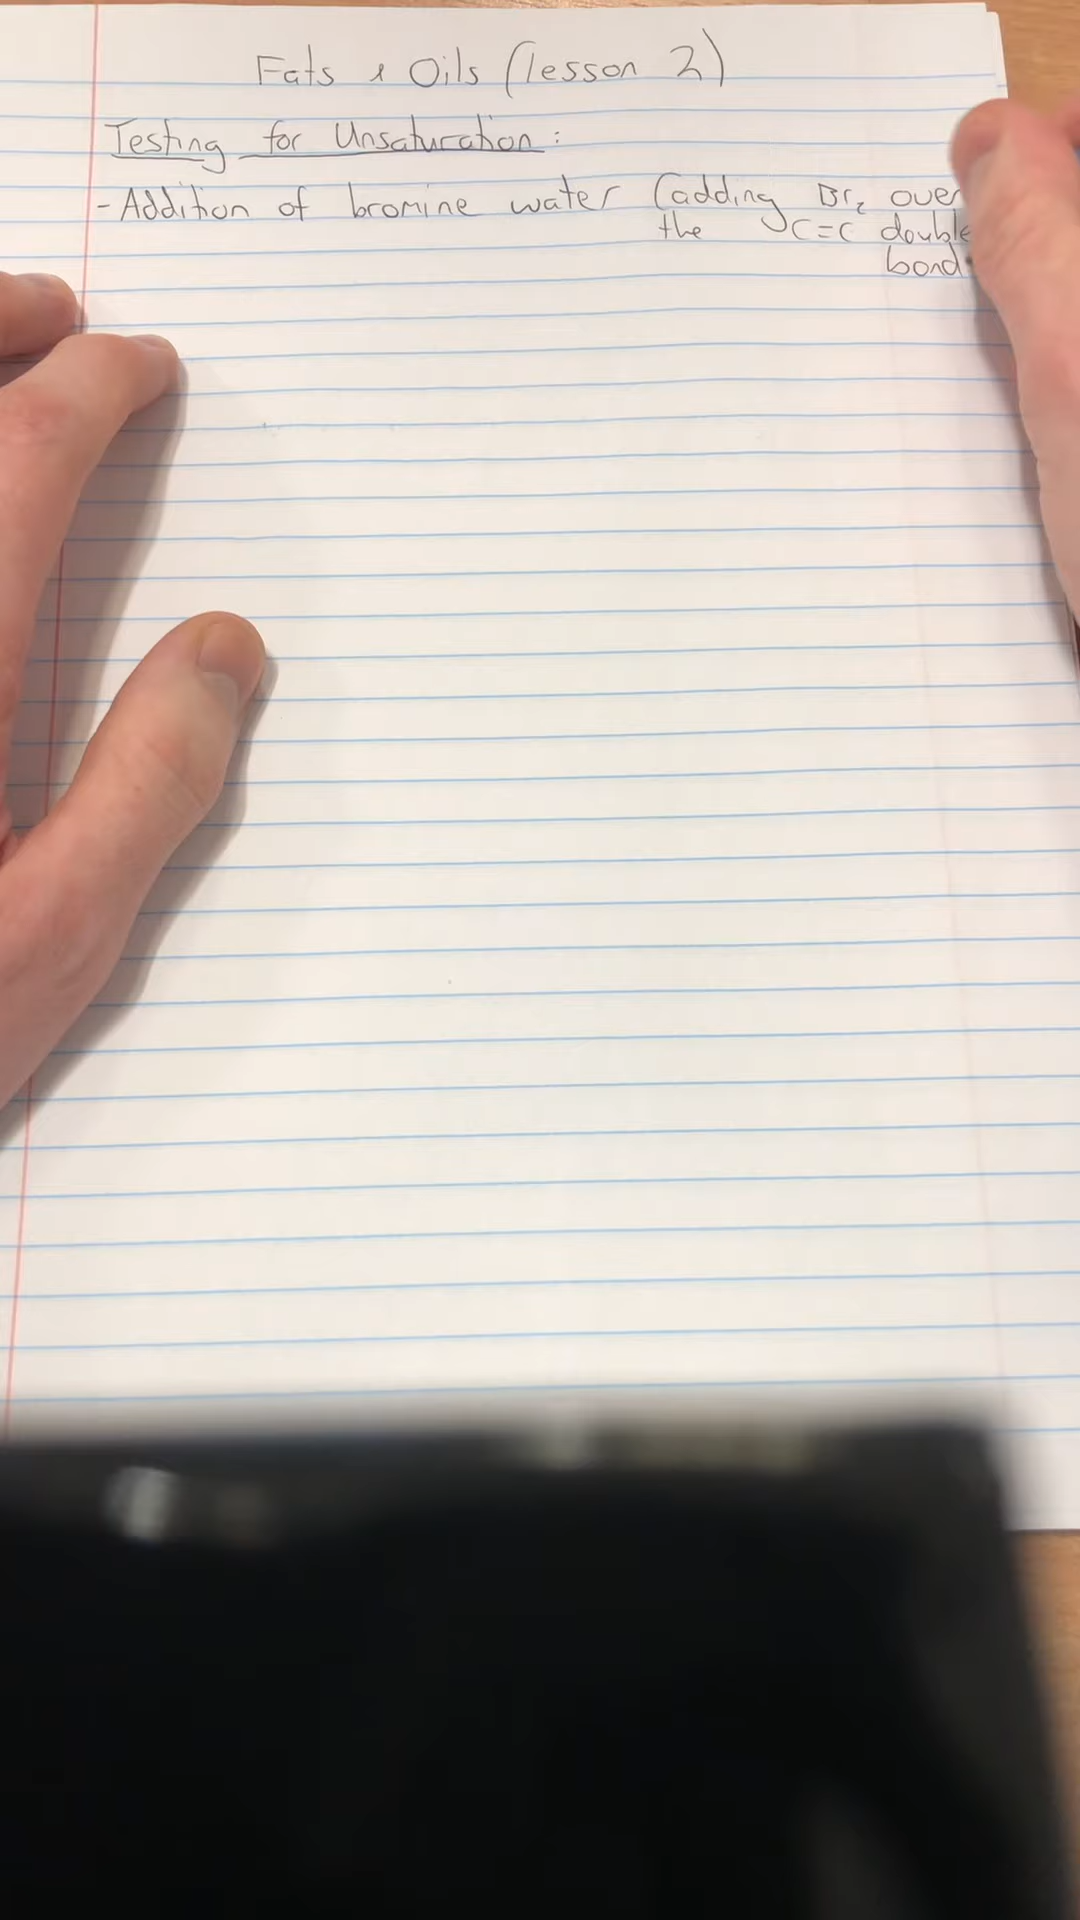 Fats & Oils (lesson 2)
Testing for Unsaturation:
-Addition of bromine water (adding Br₂ over
the C=C double
bond